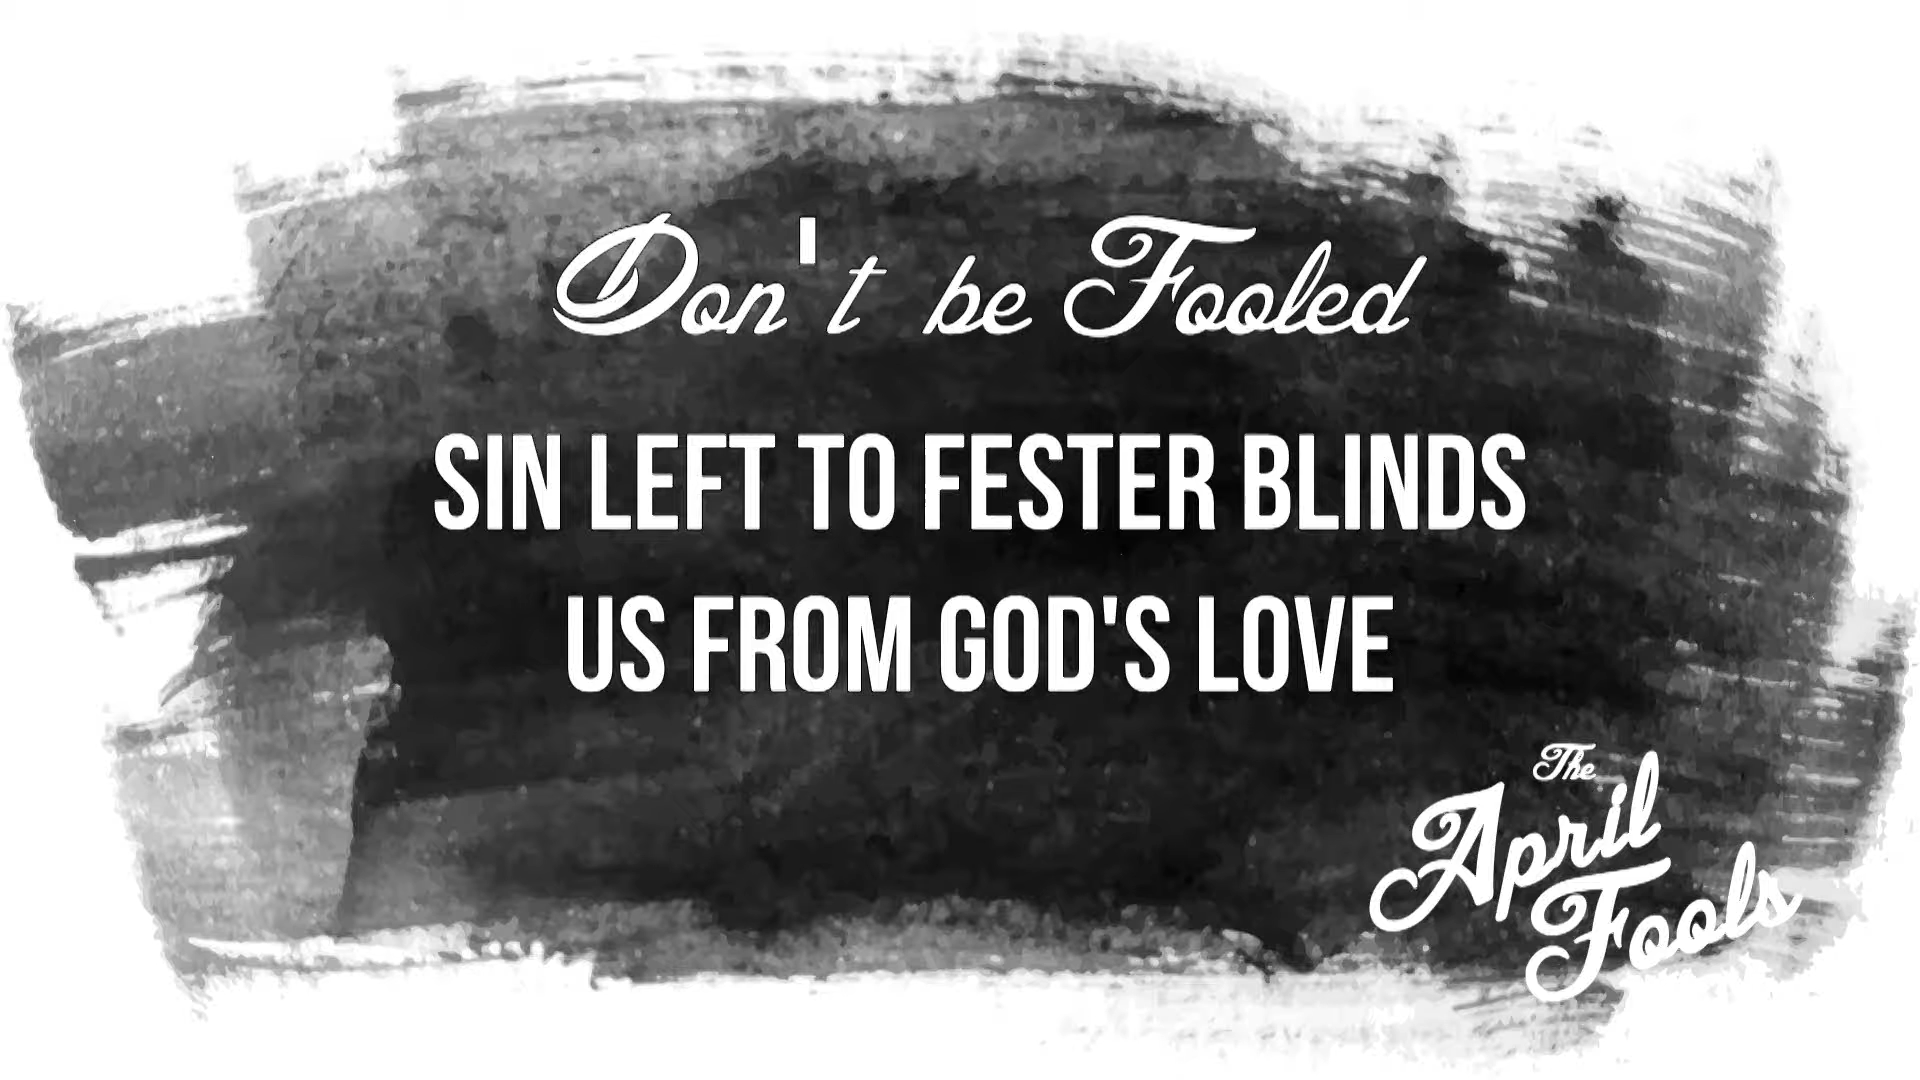 Don't be Fooled
SIN LEFT TO FESTER BLINDS
US FROM GOD'S LOVE
The
April
Fools